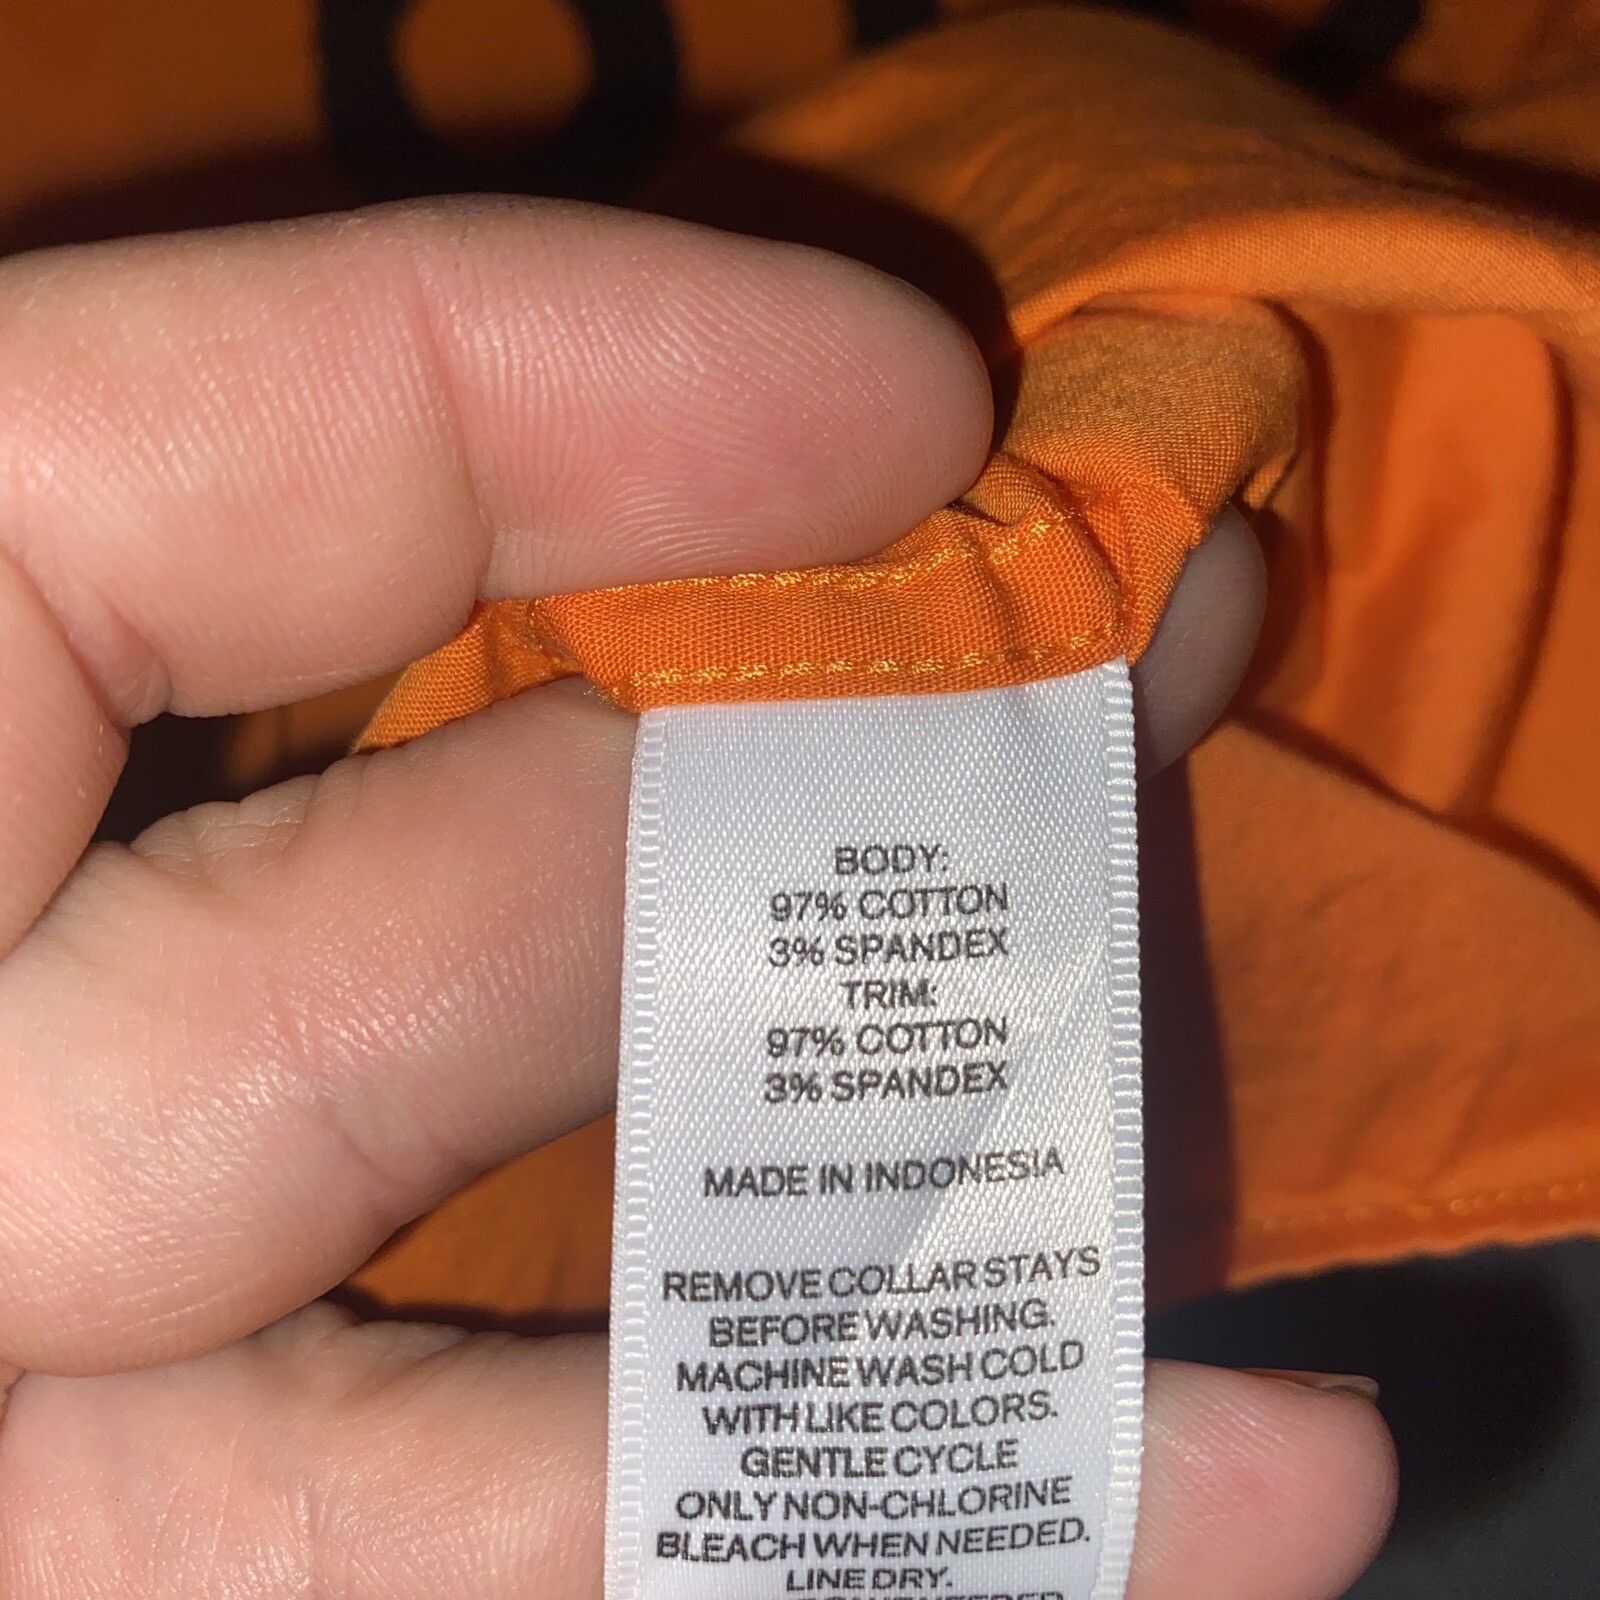 BODY:
97% COTTON
3% SPANDEX
TRIM:
97% COTTON
3% SPANDEX
MADE IN INDONESIA
REMOVE COLLAR STAYS
BEFORE WASHING.
MACHINE WASH COLD
WITH LIKE COLORS.
GENTLE CYCLE
ONLY NON-CHLORINE
BLEACH WHEN NEEDED.
LINE DRY.